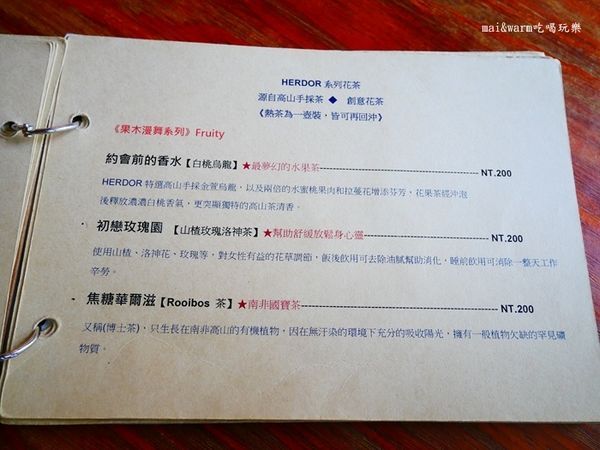 mai&warm吃喝玩樂
HERDOR 系列花茶
源自高山手採茶 ◆ 創意花茶
《熱茶為一壺裝，皆可再回沖》
《果木漫舞系列》Fruity
約會前的香水【白桃烏龍】★最夢幻的水果茶------------------------------ NT.200
HERDOR 特選高山手採金萱烏龍，以及兩倍的水蜜桃果肉和拉蔓花增添芬芳，花果茶經沖泡
後釋放濃濃白桃香氣，更突顯獨特的高山茶清香。
初戀玫瑰園 【山楂玫瑰洛神茶】★幫助舒緩放鬆身心靈------------------------------NT.200
使用山楂、洛神花、玫瑰等，對女性有益的花草調節，飯後飲用可去除油膩幫助消化，睡前飲用可消除一整天工作
辛勞。
焦糖華爾滋【Rooibos 茶】★南非國寶茶------------------------------NT.200
又稱(博士茶)，只生長在南非高山的有機植物，因在無汙染的環境下充分的吸收陽光，擁有一般植物欠缺的罕見礦
物質。